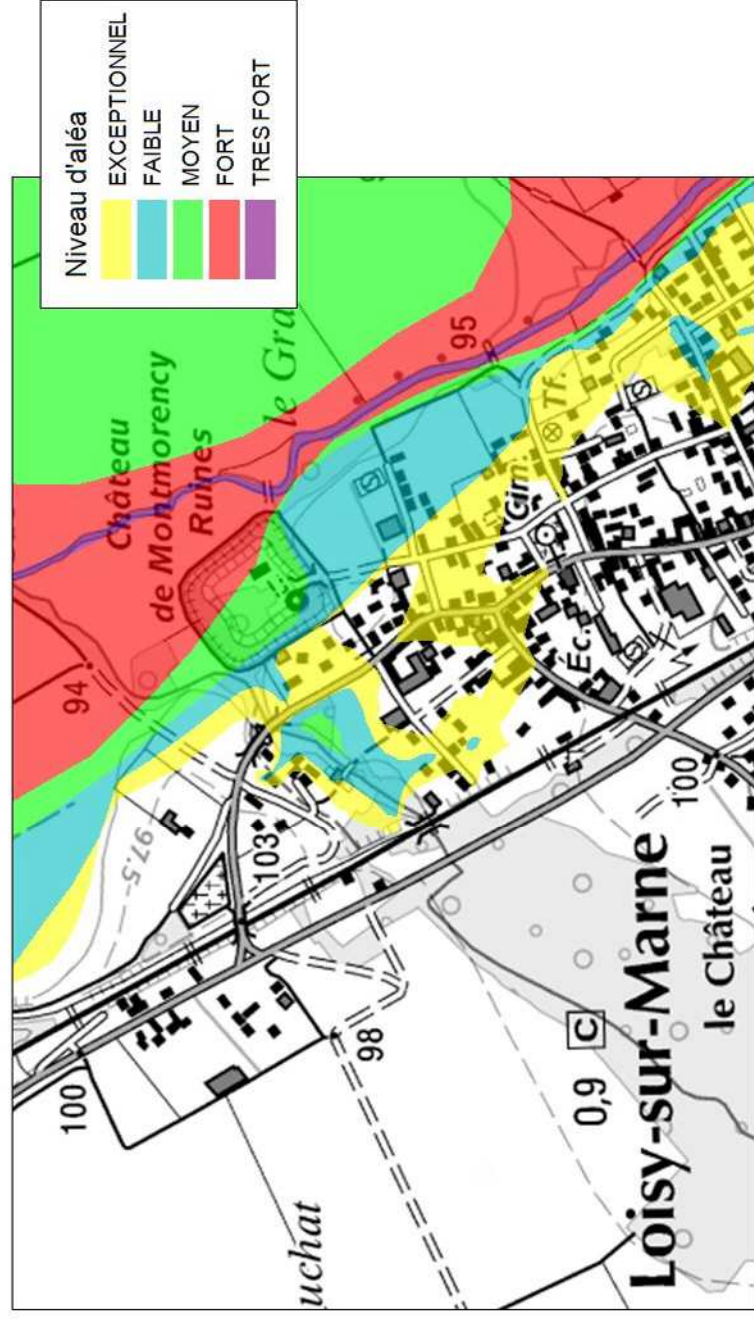 Niveau d'aléa
EXCEPTIONNEL
FAIBLE
MOYEN
FORT
TRES FORT
Château
de Montmorency
Ruines
le Gra
94
95
97.5
103
Tf.
Cim.
Éc.
100
98
100
0,9 C
Loisy-sur-Marne
le Château
uchat